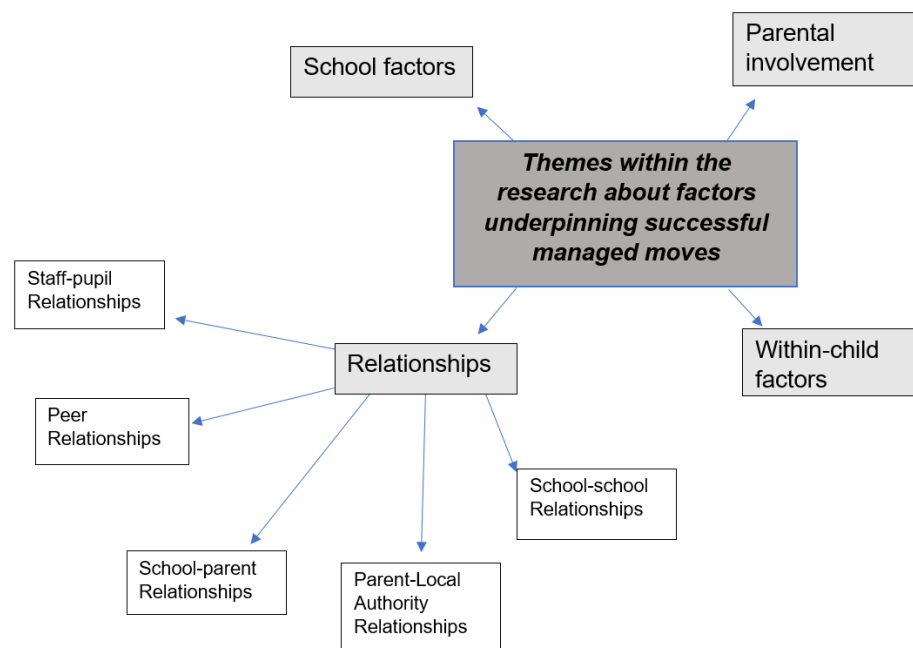 School factors
Parental
involvement
Themes within the
research about factors
underpinning successful
managed moves
Staff-pupil
Relationships
Relationships
Within-child
factors
Peer
Relationships
School-school
Relationships
School-parent
Relationships
Parent-Local
Authority
Relationships